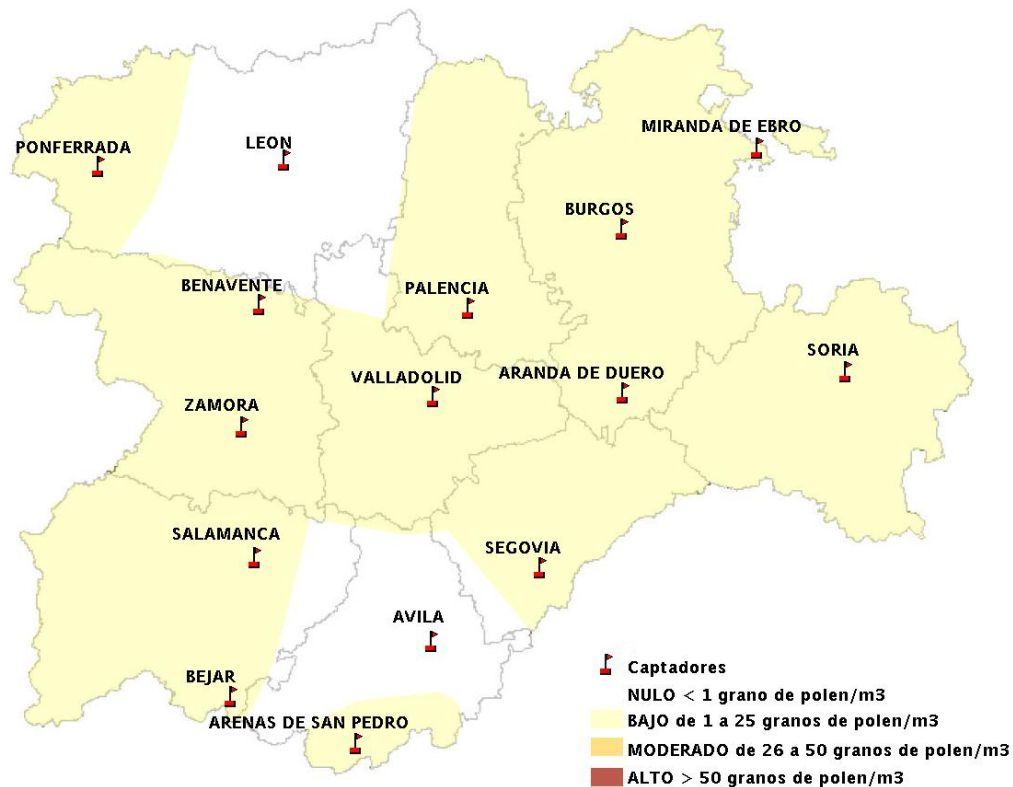 MIRANDA DE EBRO
PONFERRADA
LEON
BURGOS
BENAVENTE
PALENCIA
SORIA
VALLADOLID
ARANDA DE DUERO
ZAMORA
SALAMANCA
SEGOVIA
AVILA
BEJAR
ARENAS DE SAN PEDRO
Captadores
NULO < 1 grano de polen/m3
BAJO de 1 a 25 granos de polen/m3
MODERADO de 26 a 50 granos de polen/m3
ALTO > 50 granos de polen/m3